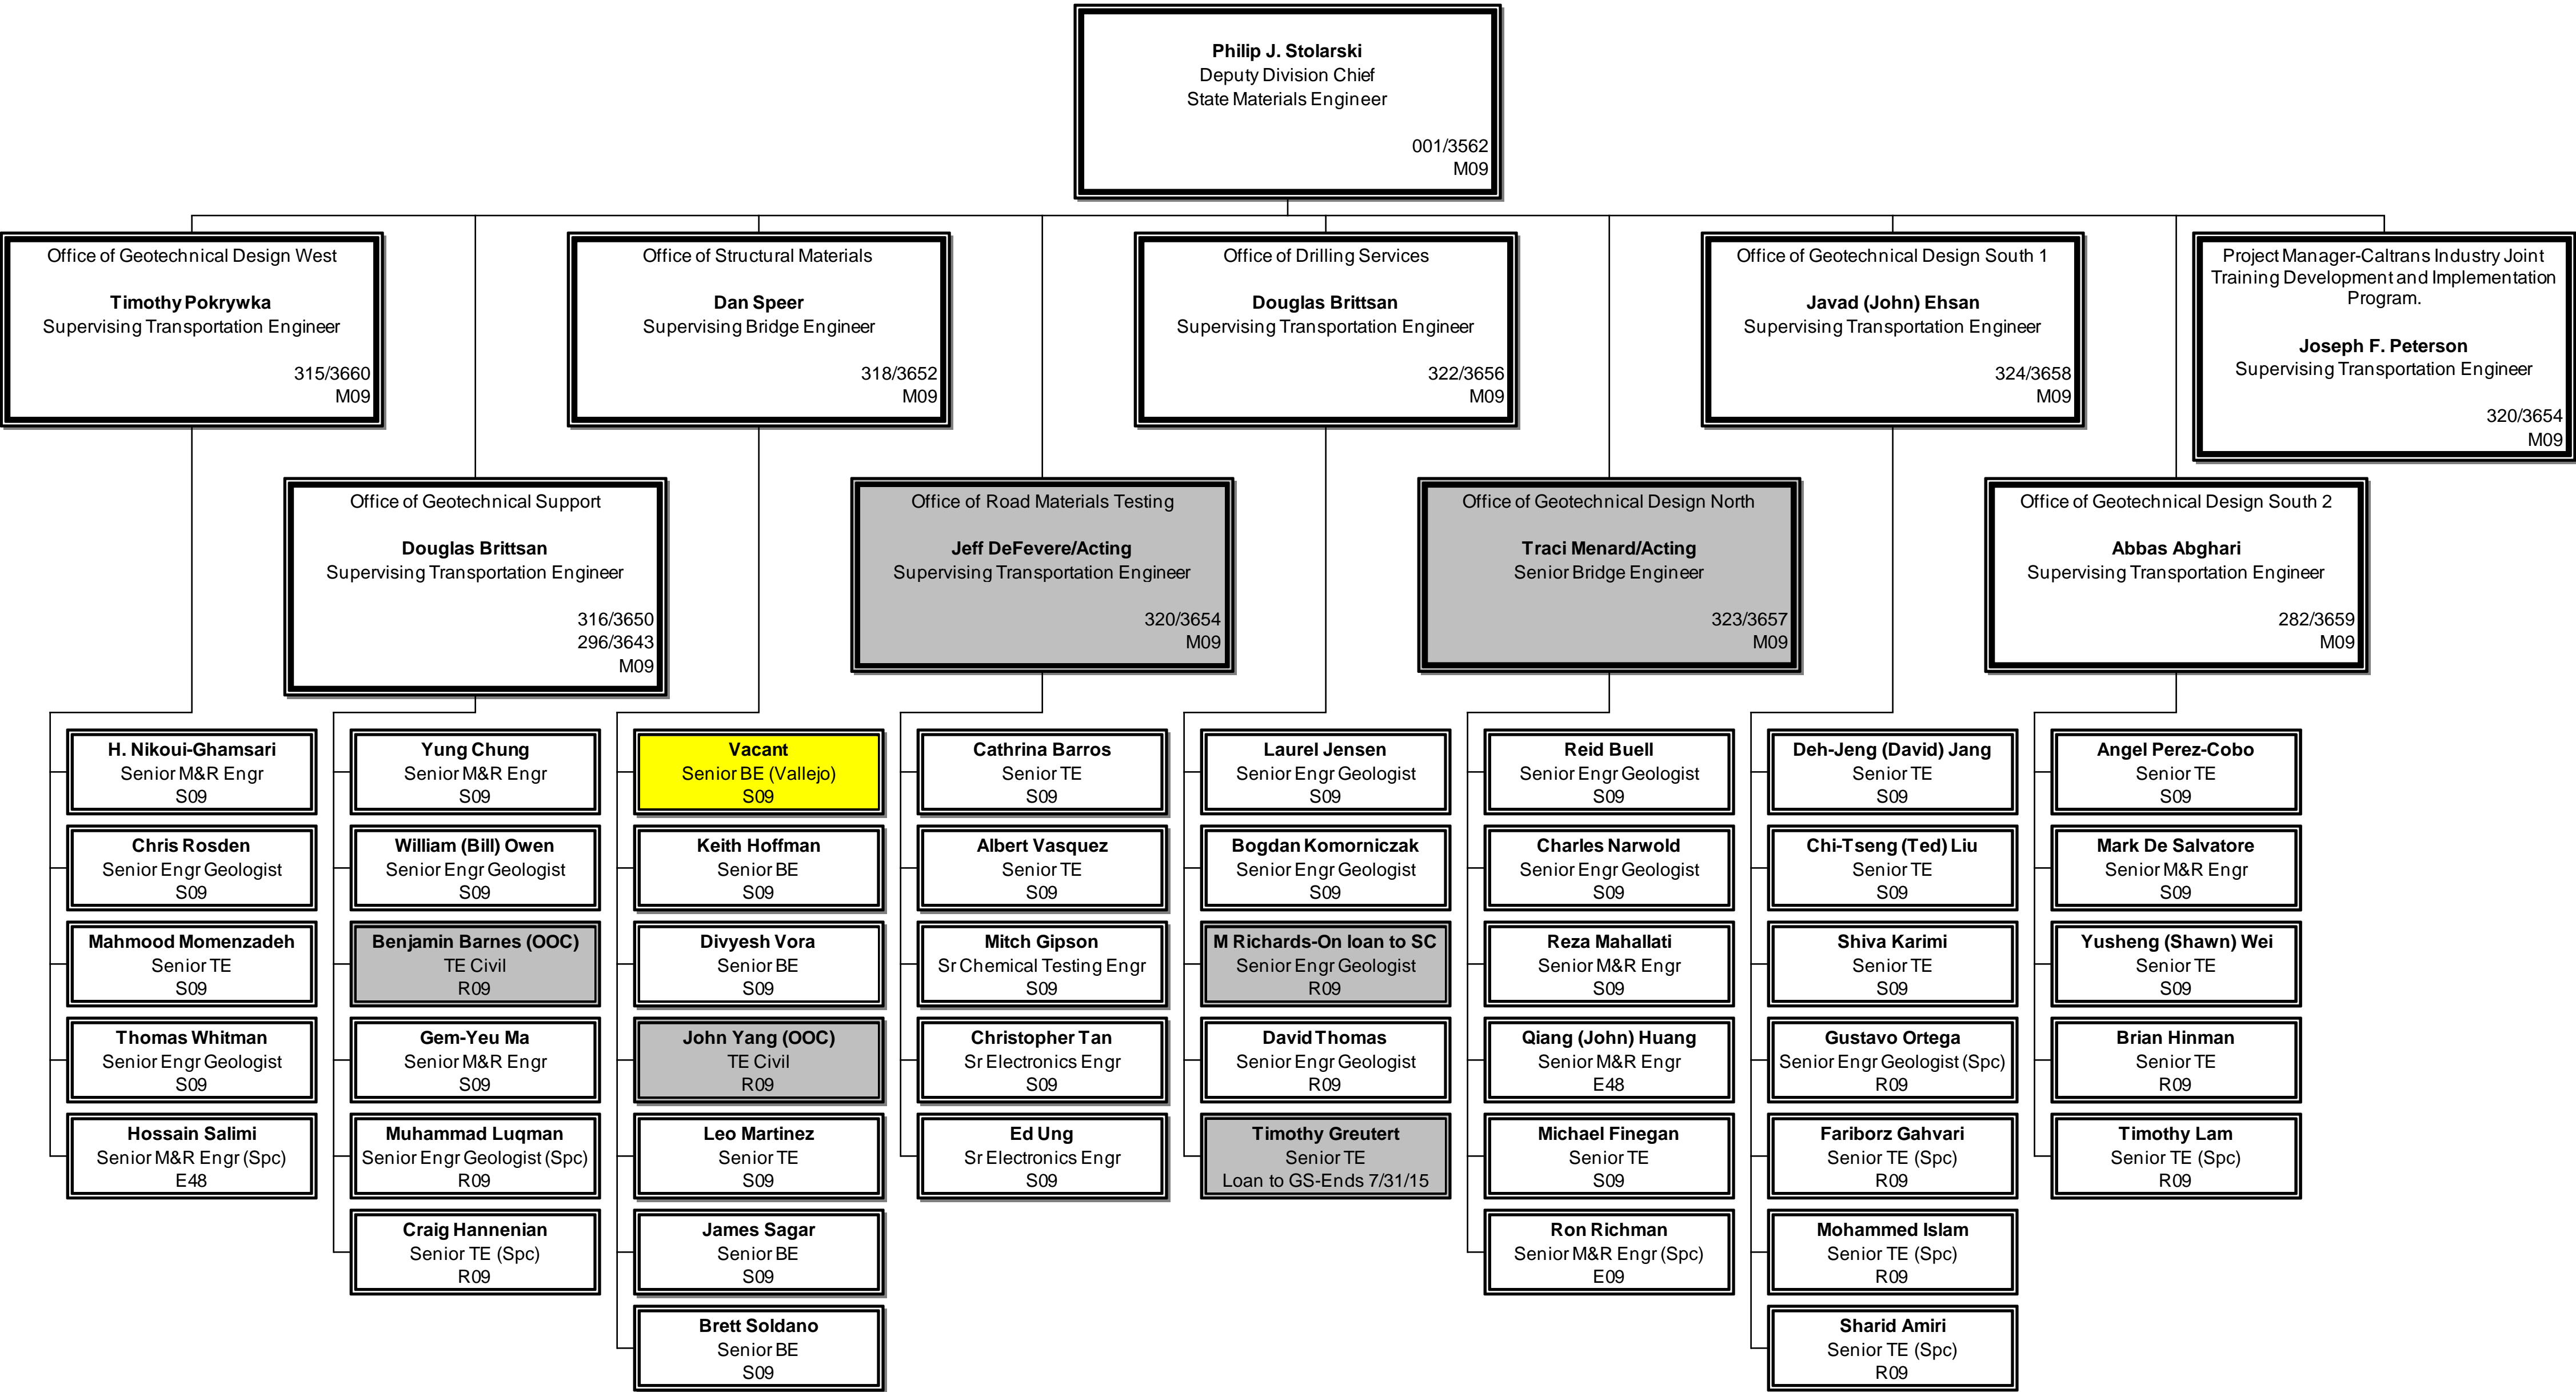 Philip J. Stolarski
Deputy Division Chief
State Materials Engineer
001/3562
M09
Office of Geotechnical Design West
Timothy Pokrywka
Supervising Transportation Engineer
315/3660
M09
Office of Structural Materials
Dan Speer
Supervising Bridge Engineer
318/3652
M09
Office of Drilling Services
Douglas Brittsan
Supervising Transportation Engineer
322/3656
M09
Office of Geotechnical Design South 1
Javad (John) Ehsan
Supervising Transportation Engineer
324/3658
M09
Project Manager-Caltrans Industry Joint
Training Development and Implementation
Program.
Joseph F. Peterson
Supervising Transportation Engineer
320/3654
M09
Office of Geotechnical Support
Douglas Brittsan
Supervising Transportation Engineer
316/3650
296/3643
M09
Office of Road Materials Testing
Jeff DeFevere/Acting
Supervising Transportation Engineer
320/3654
M09
Office of Geotechnical Design North
Traci Menard/Acting
Senior Bridge Engineer
323/3657
M09
Office of Geotechnical Design South 2
Abbas Abghari
Supervising Transportation Engineer
282/3659
M09
H. Nikoui-Ghamsari
Senior M&R Engr
S09
Chris Rosden
Senior Engr Geologist
S09
Mahmood Momenzadeh
Senior TE
S09
Thomas Whitman
Senior Engr Geologist
S09
Hossain Salimi
Senior M&R Engr (Spc)
E48
Yung Chung
Senior M&R Engr
S09
William (Bill) Owen
Senior Engr Geologist
S09
Benjamin Barnes (OOC)
TE Civil
R09
Gem-Yeu Ma
Senior M&R Engr
S09
Muhammad Luqman
Senior Engr Geologist (Spc)
R09
Craig Hannenian
Senior TE (Spc)
R09
Vacant
Senior BE (Vallejo)
S09
Keith Hoffman
Senior BE
S09
Divyesh Vora
Senior BE
S09
John Yang (OOC)
TE Civil
R09
Leo Martinez
Senior TE
S09
James Sagar
Senior BE
S09
Brett Soldano
Senior BE
S09
Cathrina Barros
Senior TE
S09
Albert Vasquez
Senior TE
S09
Mitch Gipson
Sr Chemical Testing Engr
S09
Christopher Tan
Sr Electronics Engr
S09
Ed Ung
Sr Electronics Engr
S09
Laurel Jensen
Senior Engr Geologist
S09
Bogdan Komorniczak
Senior Engr Geologist
S09
M Richards-On loan to SC
Senior Engr Geologist
R09
David Thomas
Senior Engr Geologist
R09
Timothy Greutert
Senior TE
Loan to GS-Ends 7/31/15
Reid Buell
Senior Engr Geologist
S09
Charles Narwold
Senior Engr Geologist
S09
Reza Mahallati
Senior M&R Engr
S09
Qiang (John) Huang
Senior M&R Engr
E48
Michael Finegan
Senior TE
S09
Ron Richman
Senior M&R Engr (Spc)
E09
Deh-Jeng (David) Jang
Senior TE
S09
Chi-Tseng (Ted) Liu
Senior TE
S09
Shiva Karimi
Senior TE
S09
Gustavo Ortega
Senior Engr Geologist (Spc)
R09
Fariborz Gahvari
Senior TE (Spc)
R09
Mohammed Islam
Senior TE (Spc)
R09
Sharid Amiri
Senior TE (Spc)
R09
Angel Perez-Cobo
Senior TE
S09
Mark De Salvatore
Senior M&R Engr
S09
Yusheng (Shawn) Wei
Senior TE
S09
Brian Hinman
Senior TE
R09
Timothy Lam
Senior TE (Spc)
R09